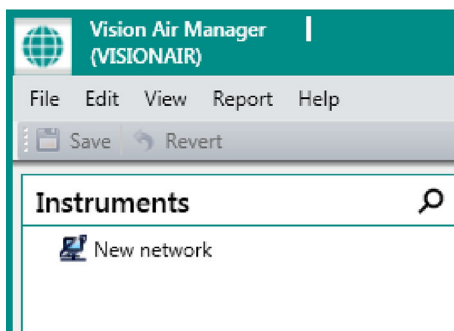 Vision Air Manager
(VISIONAIR)
File Edit View Report Help
Save Revert
Instruments
New network